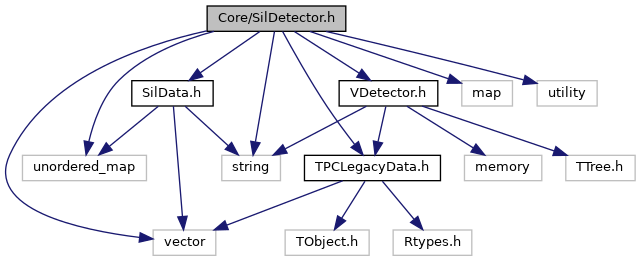 Core/SilDetector.h
SilData.h
VDetector.h
map
utility
unordered_map
string
TPCLegacyData.h
memory
TTree.h
vector
TObject.h
Rtypes.h